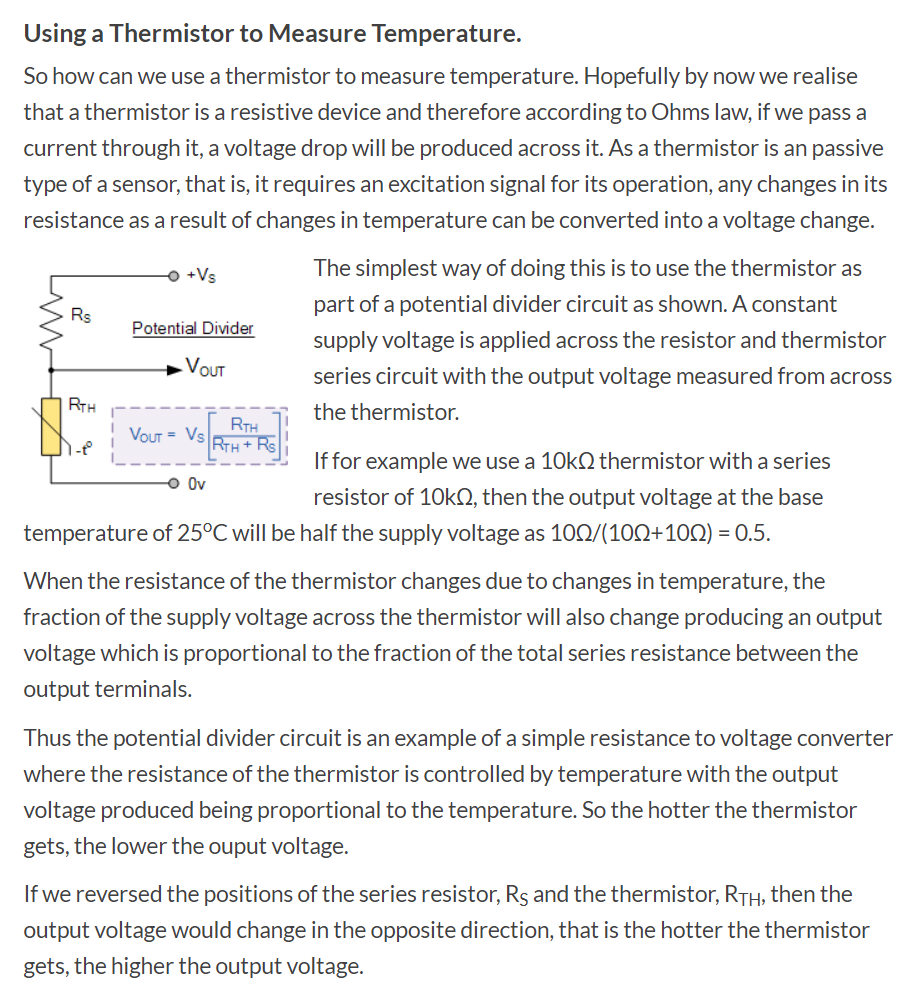 Using a Thermistor to Measure Temperature.
So how can we use a thermistor to measure temperature. Hopefully by now we realise
that a thermistor is a resistive device and therefore according to Ohms law, if we pass a
current through it, a voltage drop will be produced across it. As a thermistor is an passive
type of a sensor, that is, it requires an excitation signal for its operation, any changes in its
resistance as a result of changes in temperature can be converted into a voltage change.
+VS
RS
Potential Divider
VOUT
RTH
VOUT = VS [RTH / RTH + RS]
-tº
0v
The simplest way of doing this is to use the thermistor as
part of a potential divider circuit as shown. A constant
supply voltage is applied across the resistor and thermistor
series circuit with the output voltage measured from across
the thermistor.
If for example we use a 10kΩ thermistor with a series
resistor of 10kΩ, then the output voltage at the base
temperature of 25°C will be half the supply voltage as 10Ω/(10Ω+10Ω) = 0.5.
When the resistance of the thermistor changes due to changes in temperature, the
fraction of the supply voltage across the thermistor will also change producing an output
voltage which is proportional to the fraction of the total series resistance between the
output terminals.
Thus the potential divider circuit is an example of a simple resistance to voltage converter
where the resistance of the thermistor is controlled by temperature with the output
voltage produced being proportional to the temperature. So the hotter the thermistor
gets, the lower the ouput voltage.
If we reversed the positions of the series resistor, RS and the thermistor, RTH, then the
output voltage would change in the opposite direction, that is the hotter the thermistor
gets, the higher the output voltage.